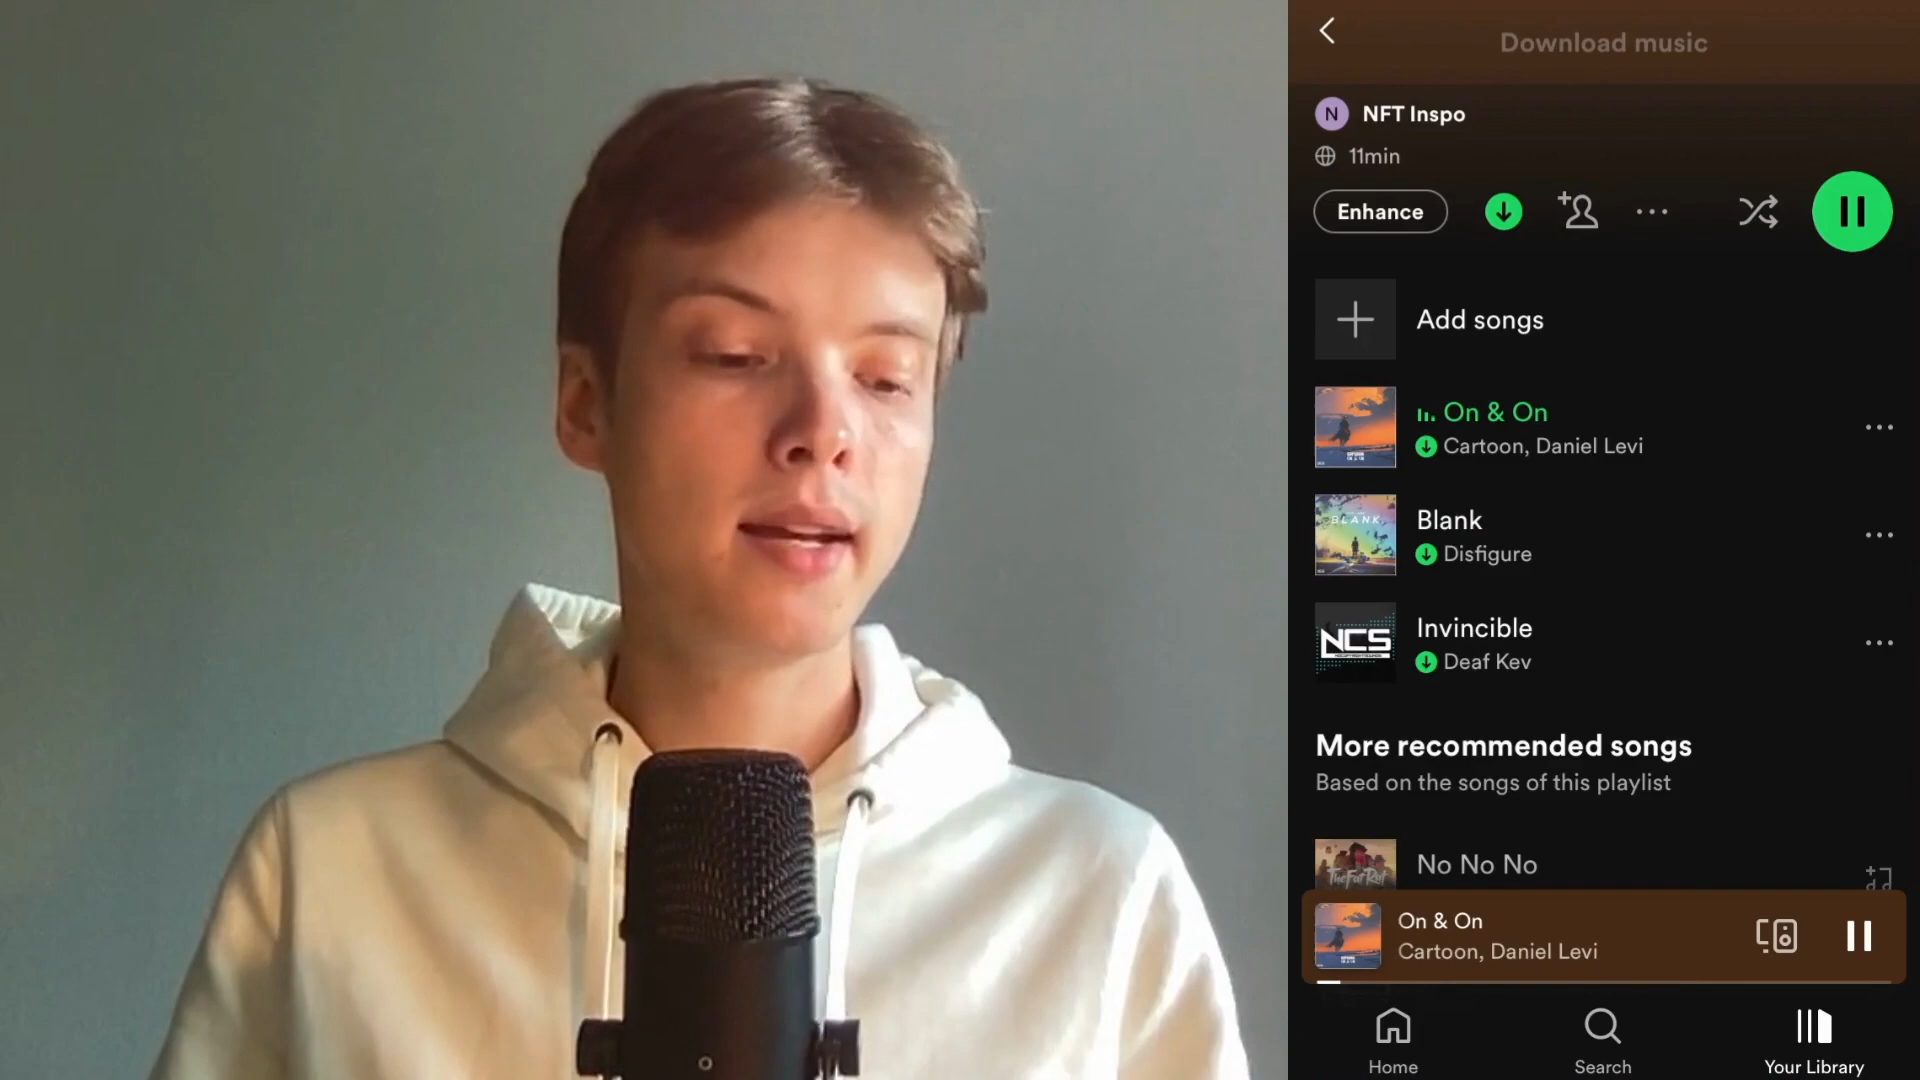 Download music
N NFT Inspo
11min
Enhance
Add songs
On & On
Cartoon, Daniel Levi
BLANK
Blank
Disfigure
NCS
Invincible
Deaf Kev
More recommended songs
Based on the songs of this playlist
TheFatRat
No No No
On & On
Cartoon, Daniel Levi
Home
Search
Your Library